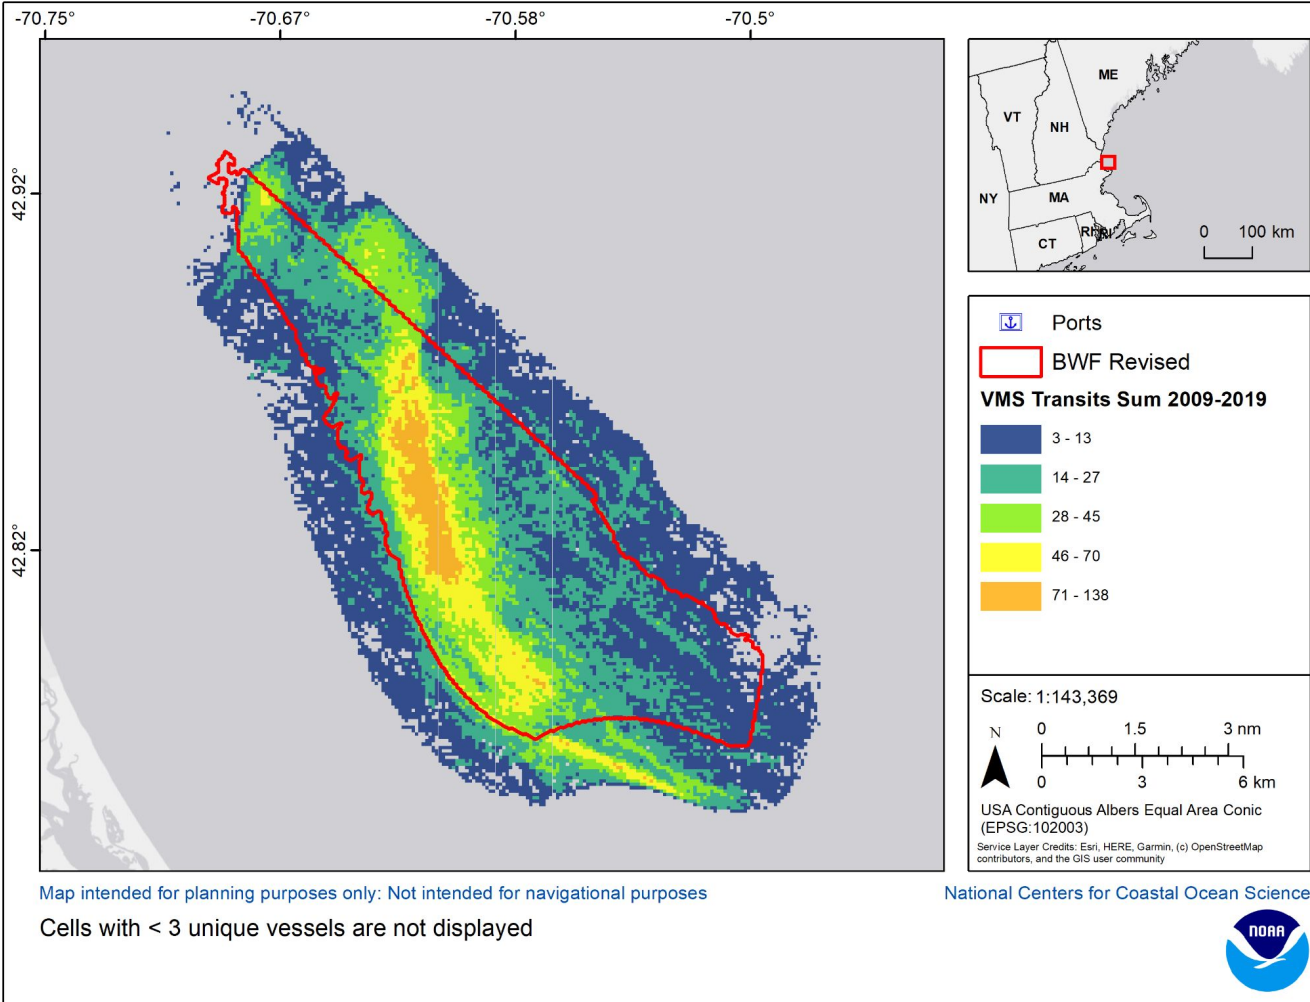 -70.75° -70.67° -70.58° -70.5°
42.92°
42.82°
ME
VT
NH
NY
MA
CT
0 100 km
Ports
BWF Revised
VMS Transits Sum 2009-2019
3 - 13
14 - 27
28 - 45
46 - 70
71 - 138
Scale: 1:143,369
N
0 1.5 3 nm
0 3 6 km
USA Contiguous Albers Equal Area Conic
(EPSG:102003)
Service Layer Credits: Esri, HERE, Garmin, (c) OpenStreetMap
contributors, and the GIS user community
Map intended for planning purposes only: Not intended for navigational purposes
National Centers for Coastal Ocean Science
Cells with < 3 unique vessels are not displayed
NOAA